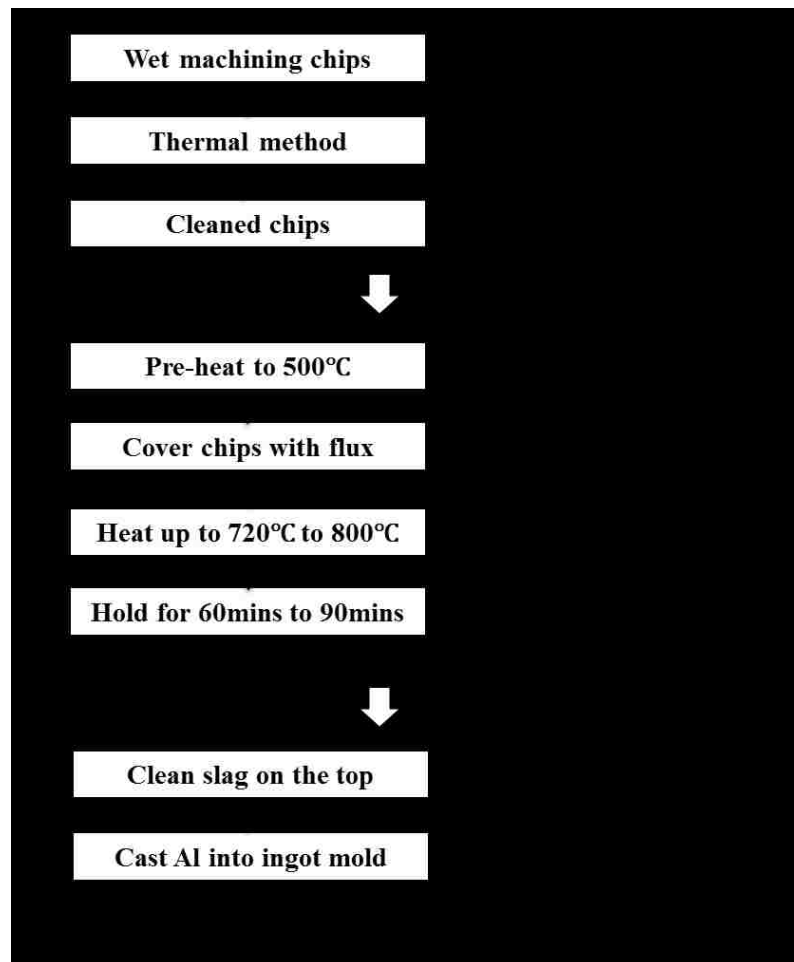 Wet machining chips
Thermal method
Cleaned chips
Pre-heat to 500℃
Cover chips with flux
Heat up to 720℃ to 800℃
Hold for 60mins to 90mins
Clean slag on the top
Cast Al into ingot mold